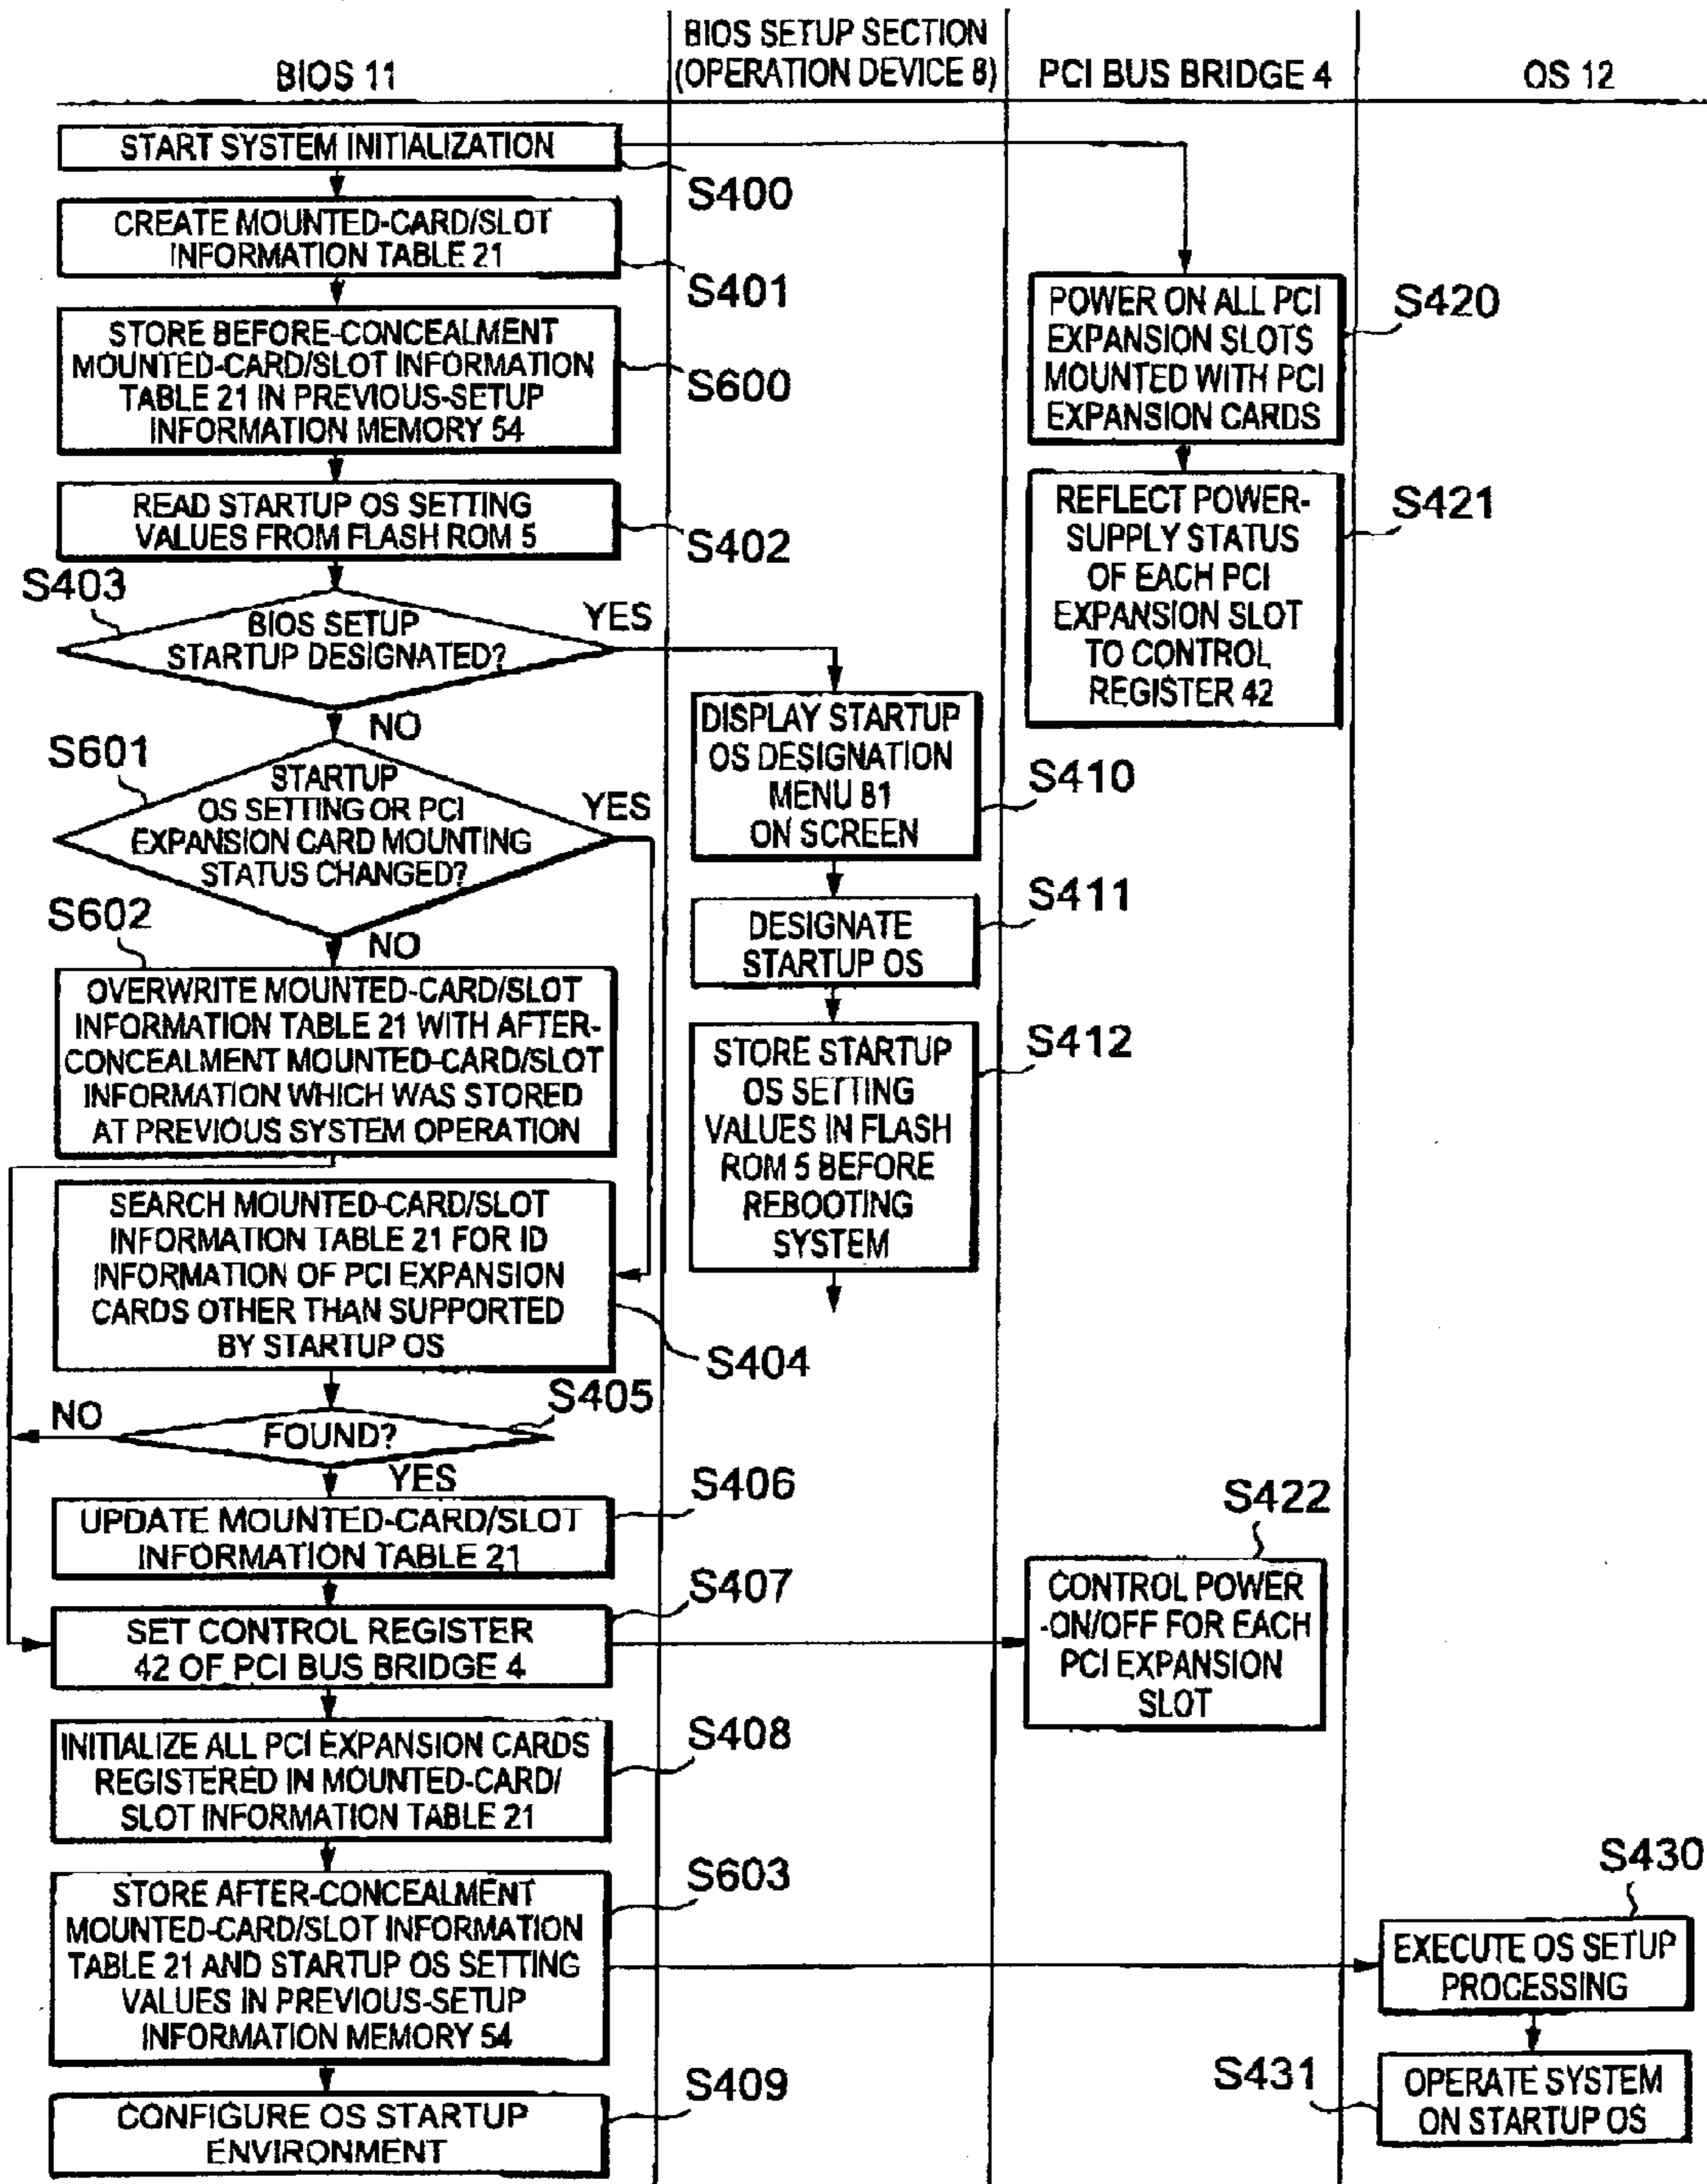 BIOS 11
BIOS SETUP SECTION
(OPERATION DEVICE 8)
PCI BUS BRIDGE 4
OS 12
START SYSTEM INITIALIZATION
S400
CREATE MOUNTED-CARD/SLOT
INFORMATION TABLE 21
S401
STORE BEFORE-CONCEALMENT
MOUNTED-CARD/SLOT INFORMATION
TABLE 21 IN PREVIOUS-SETUP
INFORMATION MEMORY 54
S600
READ STARTUP OS SETTING
VALUES FROM FLASH ROM 5
S402
S403
BIOS SETUP
STARTUP DESIGNATED?
YES
NO
S601
STARTUP
OS SETTING OR PCI
EXPANSION CARD MOUNTING
STATUS CHANGED?
YES
NO
S602
OVERWRITE MOUNTED-CARD/SLOT
INFORMATION TABLE 21 WITH AFTER-
CONCEALMENT MOUNTED-CARD/SLOT
INFORMATION WHICH WAS STORED
AT PREVIOUS SYSTEM OPERATION
SEARCH MOUNTED-CARD/SLOT
INFORMATION TABLE 21 FOR ID
INFORMATION OF PCI EXPANSION
CARDS OTHER THAN SUPPORTED
BY STARTUP OS
S404
S405
NO
FOUND?
YES
UPDATE MOUNTED-CARD/SLOT
INFORMATION TABLE 21
S406
SET CONTROL REGISTER
42 OF PCI BUS BRIDGE 4
S407
INITIALIZE ALL PCI EXPANSION CARDS
REGISTERED IN MOUNTED-CARD/
SLOT INFORMATION TABLE 21
S408
STORE AFTER-CONCEALMENT
MOUNTED-CARD/SLOT INFORMATION
TABLE 21 AND STARTUP OS SETTING
VALUES IN PREVIOUS-SETUP
INFORMATION MEMORY 54
S603
CONFIGURE OS STARTUP
ENVIRONMENT
S409
DISPLAY STARTUP
OS DESIGNATION
MENU 81
ON SCREEN
S410
DESIGNATE
STARTUP OS
S411
STORE STARTUP
OS SETTING
VALUES IN FLASH
ROM 5 BEFORE
REBOOTING
SYSTEM
S412
POWER ON ALL PCI
EXPANSION SLOTS
MOUNTED WITH PCI
EXPANSION CARDS
S420
REFLECT POWER-
SUPPLY STATUS
OF EACH PCI
EXPANSION SLOT
TO CONTROL
REGISTER 42
S421
S422
CONTROL POWER
-ON/OFF FOR EACH
PCI EXPANSION
SLOT
S430
EXECUTE OS SETUP
PROCESSING
S431
OPERATE SYSTEM
ON STARTUP OS